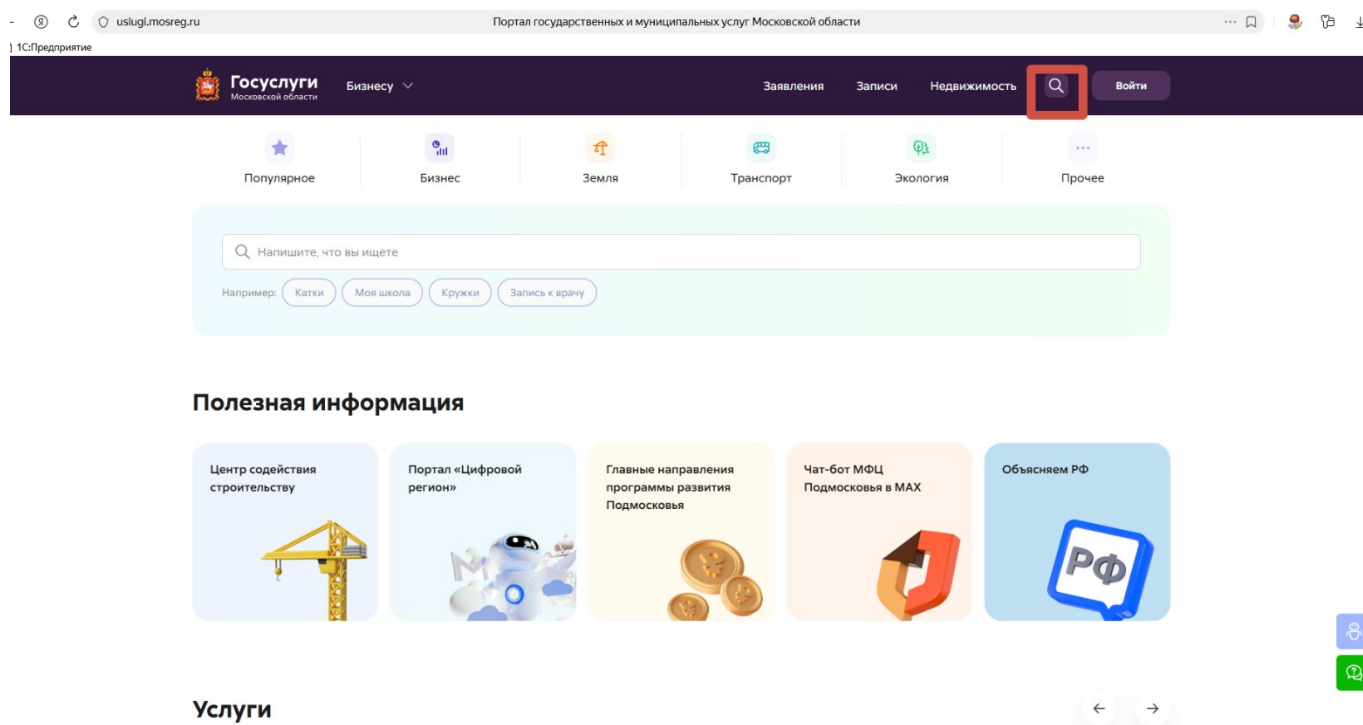 uslugi.mosreg.ru
Портал государственных и муниципальных услуг Московской области
1С:Предприятие
Госуслуги
Московской области
Бизнесу
Заявления
Записи
Недвижимость
Войти
Популярное
Бизнес
Земля
Транспорт
Экология
Прочее
Напишите, что вы ищете
Например:
Катки
Моя школа
Кружки
Запись к врачу
Полезная информация
Центр содействия
строительству
Портал «Цифровой
регион»
Главные направления
программы развития
Подмосковья
Чат-бот МФЦ
Подмосковья в MAX
Объясняем РФ
РФ
Услуги